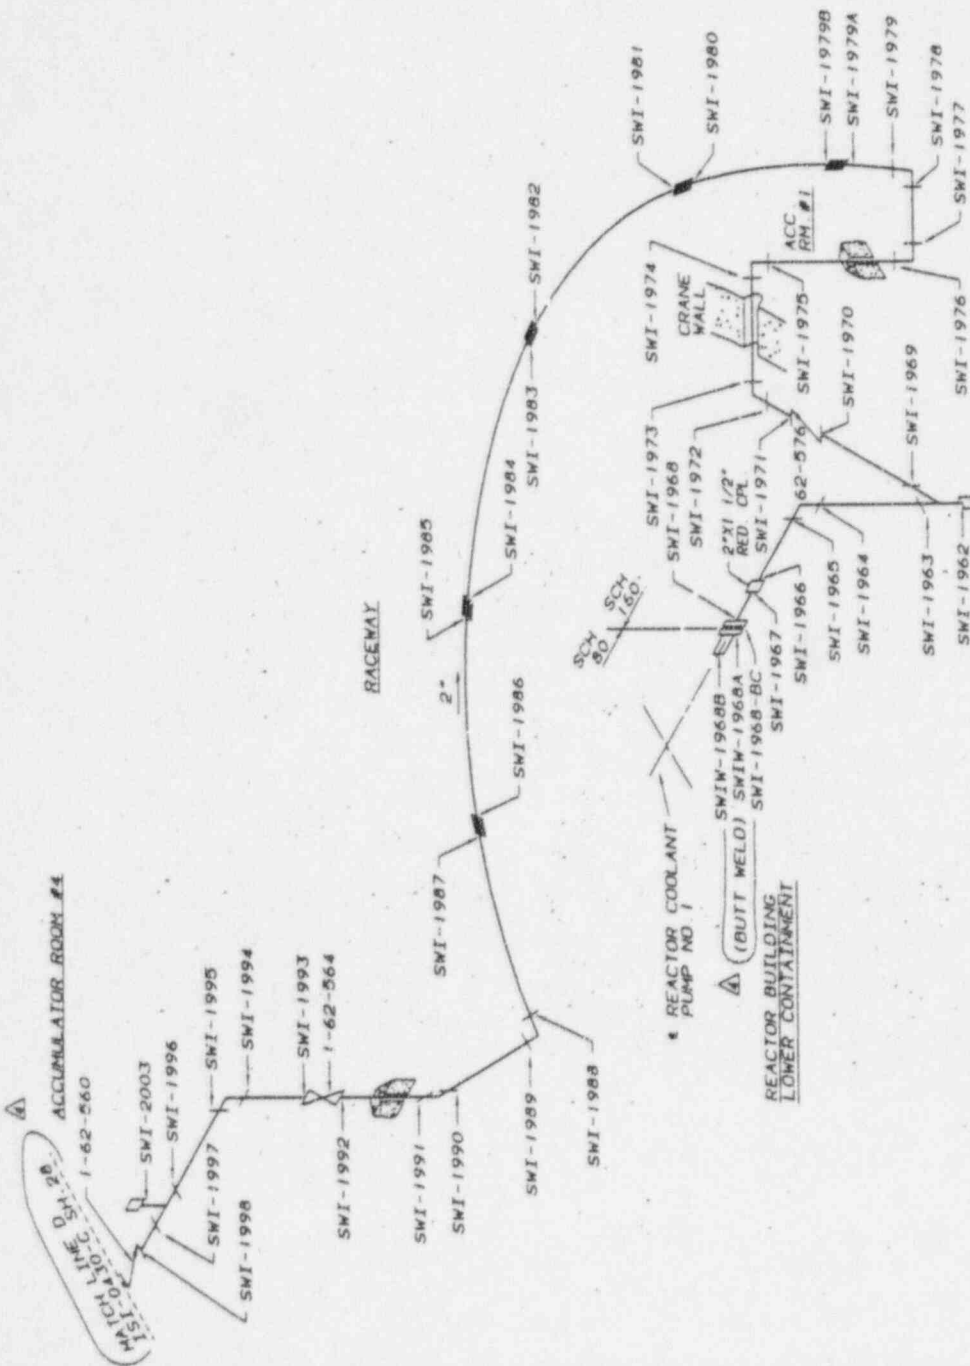 MATCH LINE D
ISI-0430-C SH.28
4
ACCUMULATOR ROOM #4
1-62-560
SWI-2003
SWI-1996
SWI-1995
SWI-1994
SWI-1997
SWI-1998
SWI-1993
1-62-564
SWI-1992
SWI-1991
SWI-1990
SWI-1989
SWI-1988
SWI-1987
SWI-1986
RACEWAY
2"
SWI-1985
SWI-1984
SWI-1983
SWI-1982
SWI-1981
SWI-1980
SWI-1979B
SWI-1979A
SWI-1979
SWI-1978
SWI-1977
ACC
RM. #1
SWI-1976
SWI-1975
SWI-1974
CRANE
WALL
SWI-1973
SWI-1972
SWI-1971
SWI-1970
62-576
SWI-1969
SWI-1968
2"X1 1/2"
RED. CPL.
SCH
80
SCH
160
SWI-1967
SWI-1966
SWI-1965
SWI-1964
SWI-1963
SWI-1962
REACTOR COOLANT
PUMP NO. 1
SWIW-1968B
4
(BUTT WELD) SWIW-1968A
SWI-1968-BC
REACTOR BUILDING
LOWER CONTAINMENT